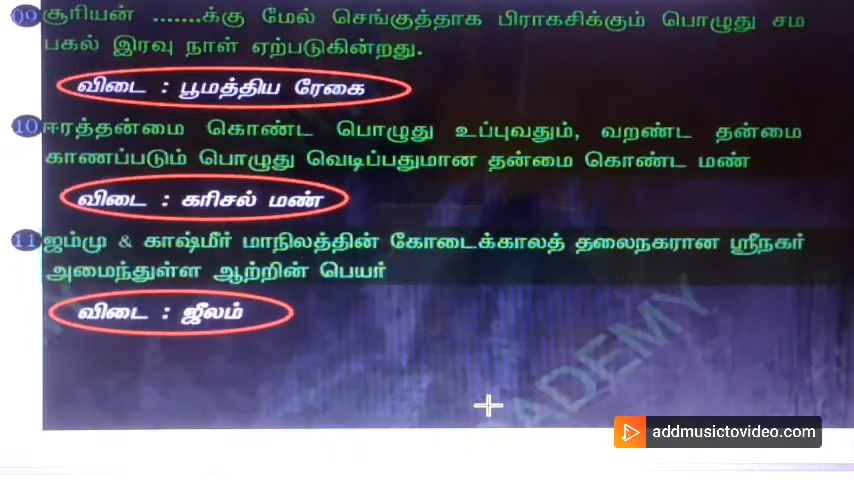 09 சூரியன் .......க்கு மேல் செங்குத்தாக பிராகசிக்கும் பொழுது சம
பகல் இரவு நாள் ஏற்படுகின்றது.
விடை : பூமத்திய ரேகை
10 ஈரத்தன்மை கொண்ட பொழுது உப்புவதும், வறண்ட தன்மை
காணப்படும் பொழுது வெடிப்பதுமான தன்மை கொண்ட மண்
விடை : கரிசல் மண்
11 ஜம்மு & காஷ்மீர் மாநிலத்தின் கோடைக்காலத் தலைநகரான ஸ்ரீநகர்
அமைந்துள்ள ஆற்றின் பெயர்
விடை : ஜீலம்
addmusictovideo.com